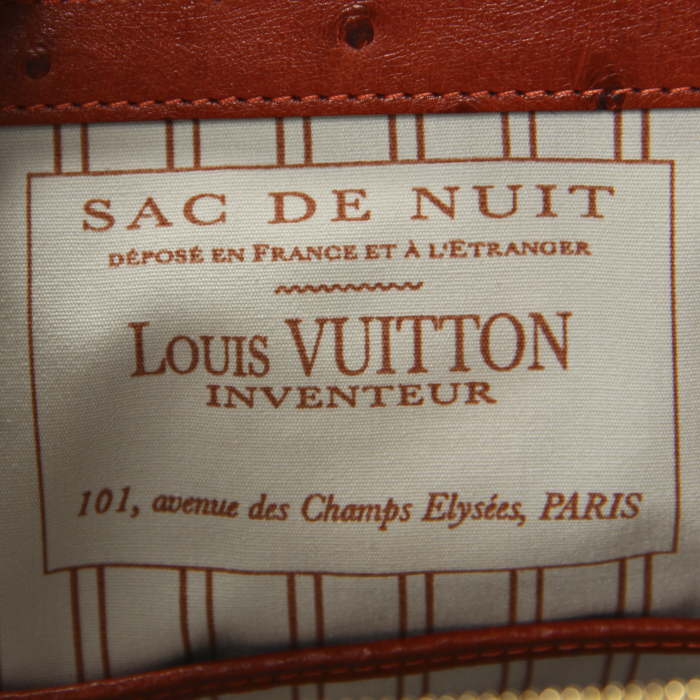 SAC DE NUIT
DÉPOSÉ EN FRANCE ET À L'ETRANGER
LOUIS VUITTON
INVENTEUR
101, avenue des Champs Elysées, PARIS